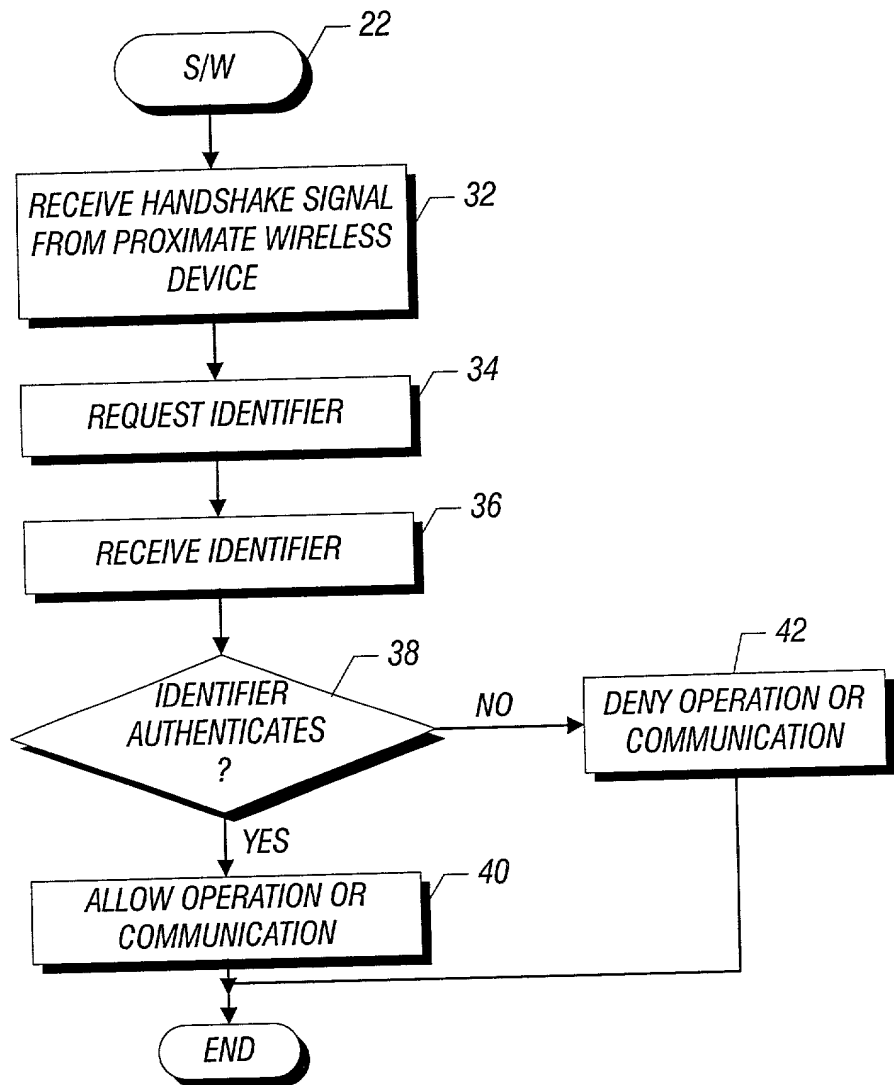 22
S/W
RECEIVE HANDSHAKE SIGNAL
FROM PROXIMATE WIRELESS
DEVICE
32
34
REQUEST IDENTIFIER
36
RECEIVE IDENTIFIER
38
IDENTIFIER
AUTHENTICATES
?
NO
42
DENY OPERATION OR
COMMUNICATION
YES
40
ALLOW OPERATION OR
COMMUNICATION
END